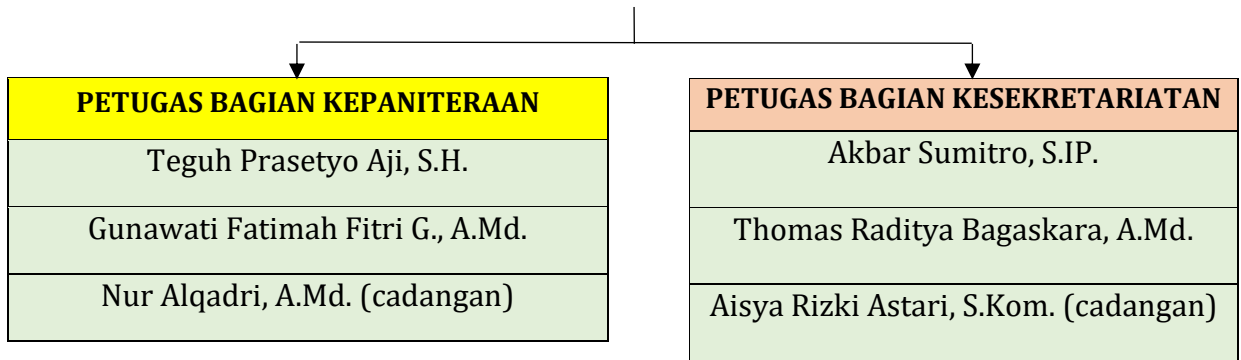 PETUGAS BAGIAN KEPANITERAAN
Teguh Prasetyo Aji, S.H.
Gunawati Fatimah Fitri G., A.Md.
Nur Alqadri, A.Md. (cadangan)
PETUGAS BAGIAN KESEKRETARIATAN
Akbar Sumitro, S.IP.
Thomas Raditya Bagaskara, A.Md.
Aisya Rizki Astari, S.Kom. (cadangan)